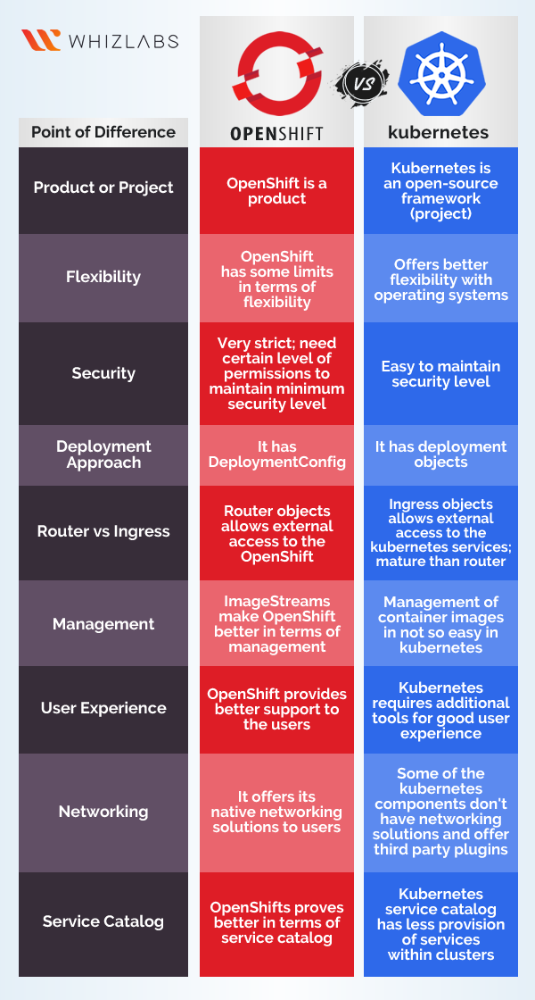 WHIZLABS
VS
OPENSHIFT
kubernetes
Point of Difference
Product or Project
OpenShift is a
product
Kubernetes is
an open-source
framework
(project)
Flexibility
OpenShift
has some limits
in terms of
flexibility
Offers better
flexibility with
operating systems
Security
Very strict; need
certain level of
permissions to
maintain minimum
security level
Easy to maintain
security level
Deployment
Approach
It has
DeploymentConfig
It has deployment
objects
Router vs Ingress
Router objects
allows external
access to the
OpenShift
Ingress objects
allows external
access to the
kubernetes services;
mature than router
Management
ImageStreams
make OpenShift
better in terms of
management
Management of
container images
in not so easy in
kubernetes
User Experience
OpenShift provides
better support to
the users
Kubernetes
requires additional
tools for good user
experience
Networking
It offers its
native networking
solutions to users
Some of the
kubernetes
components don't
have networking
solutions and offer
third party plugins
Service Catalog
OpenShifts proves
better in terms of
service catalog
Kubernetes
service catalog
has less provision
of services
within clusters